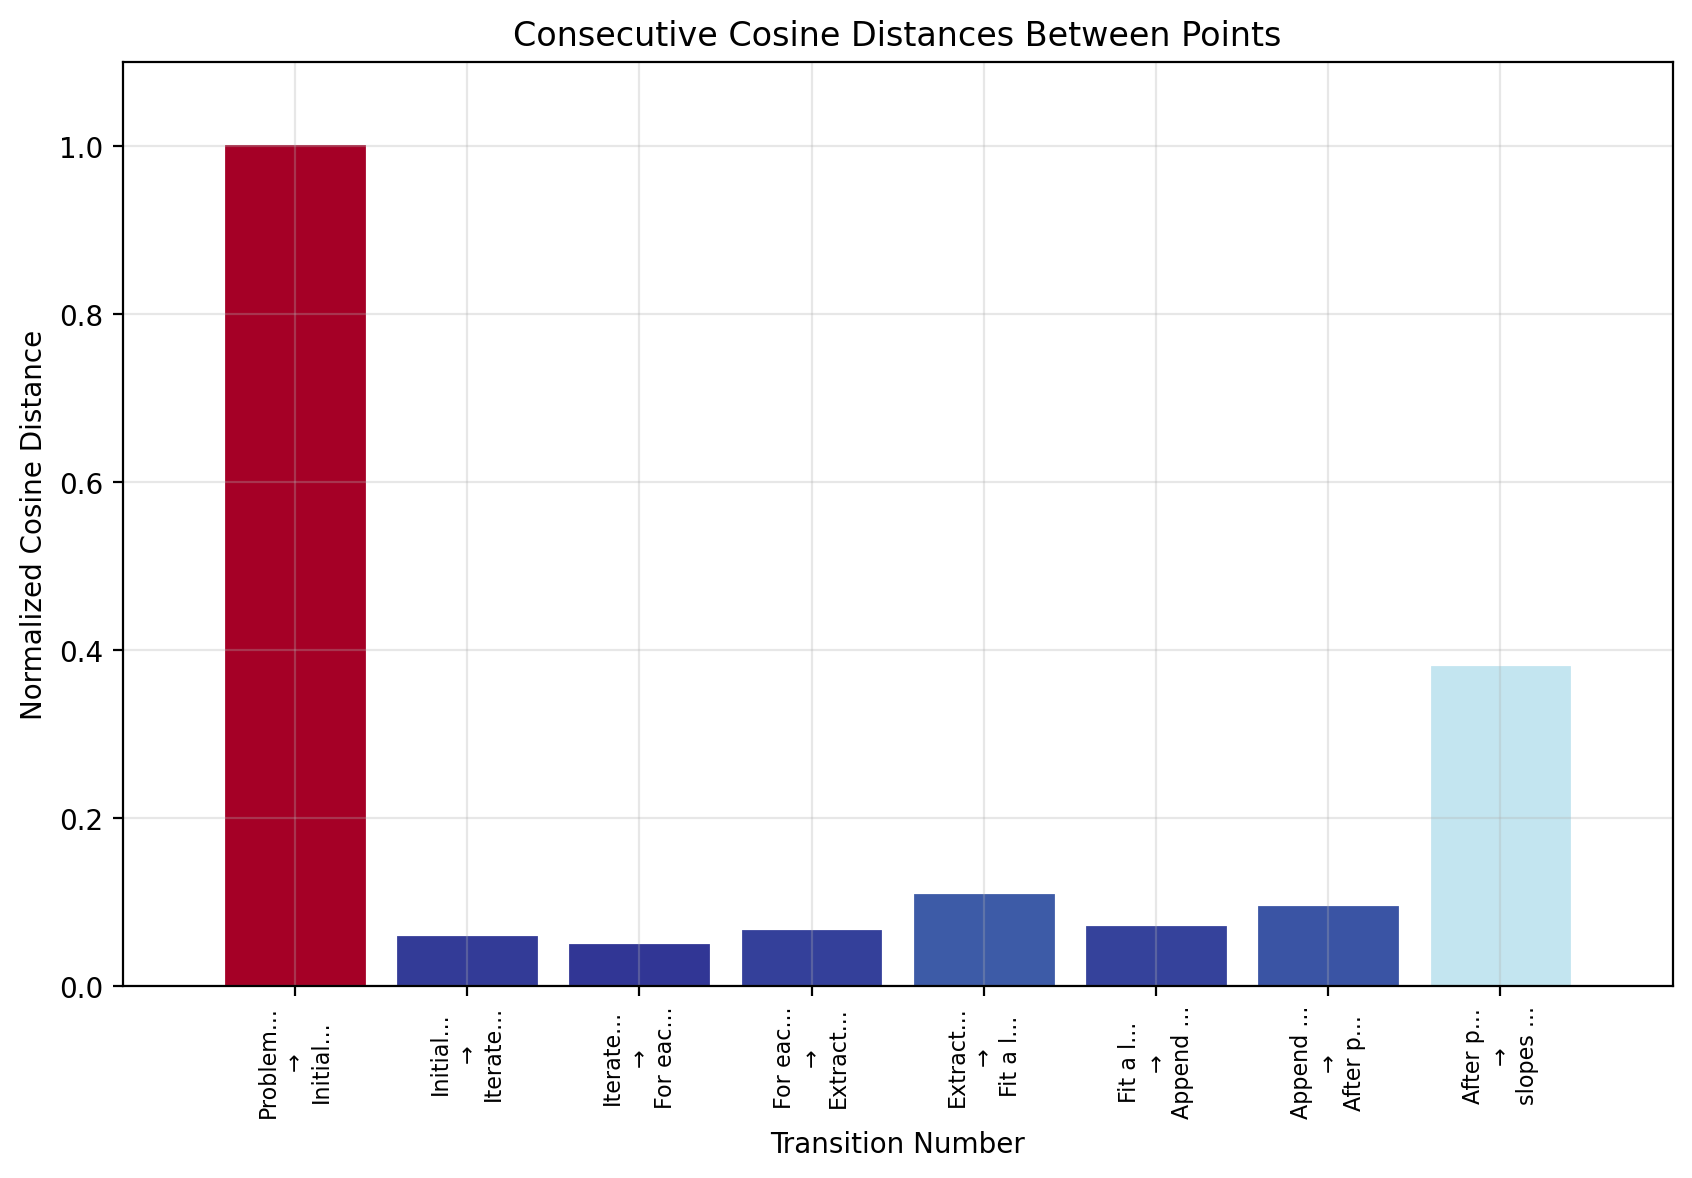 Consecutive Cosine Distances Between Points
Normalized Cosine Distance
1.0
0.8
0.6
0.4
0.2
0.0
Problem...
→
Initial...
Initial...
→
Iterate...
Iterate...
→
For eac...
For eac...
→
Extract...
Extract...
→
Fit a l...
Fit a l...
→
Append ...
Append ...
→
After p...
After p...
→
slopes ...
Transition Number